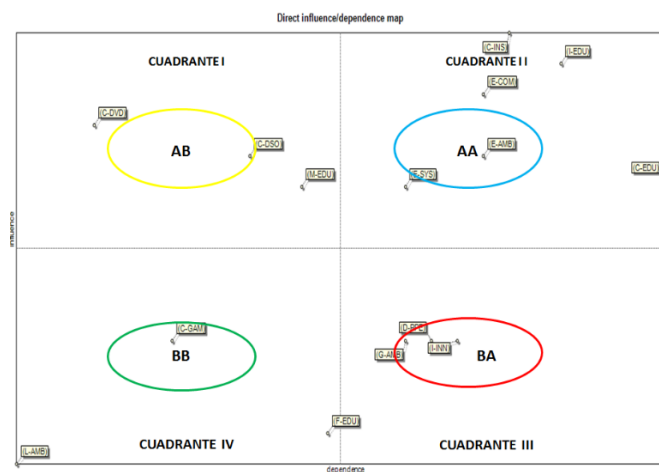 Direct influence/dependence map
CUADRANTE I
CUADRANTE II
(C-INS)
(I-EDU)
(E-COM)
(C-DVD)
(C-DSO)
AB
AA
(E-AMB)
(M-EDU)
(E-SYS)
(C-EDU)
influence
(C-GAM)
BB
(D-PPE)
(G-AMB)
(I-INN)
BA
(F-EDU)
(L-AMB)
CUADRANTE IV
CUADRANTE III
dependence